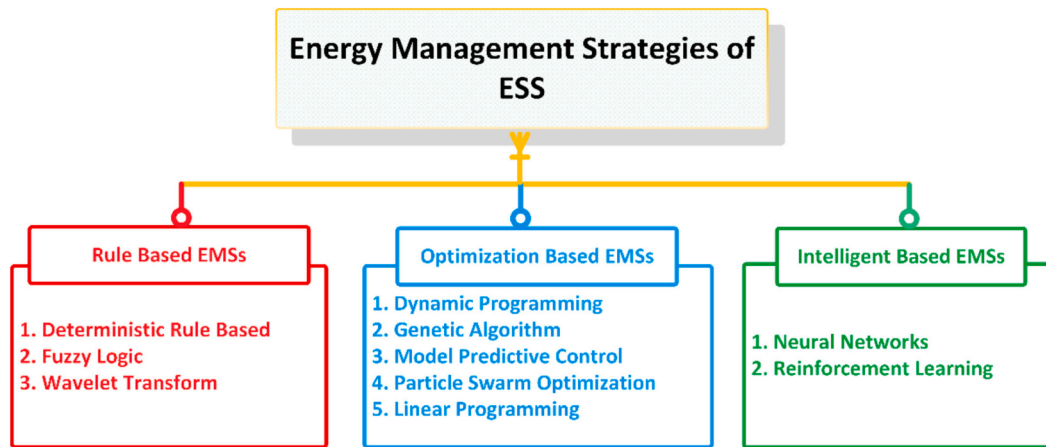 Energy Management Strategies of
ESS
Rule Based EMSs
1. Deterministic Rule Based
2. Fuzzy Logic
3. Wavelet Transform
Optimization Based EMSs
1. Dynamic Programming
2. Genetic Algorithm
3. Model Predictive Control
4. Particle Swarm Optimization
5. Linear Programming
Intelligent Based EMSs
1. Neural Networks
2. Reinforcement Learning